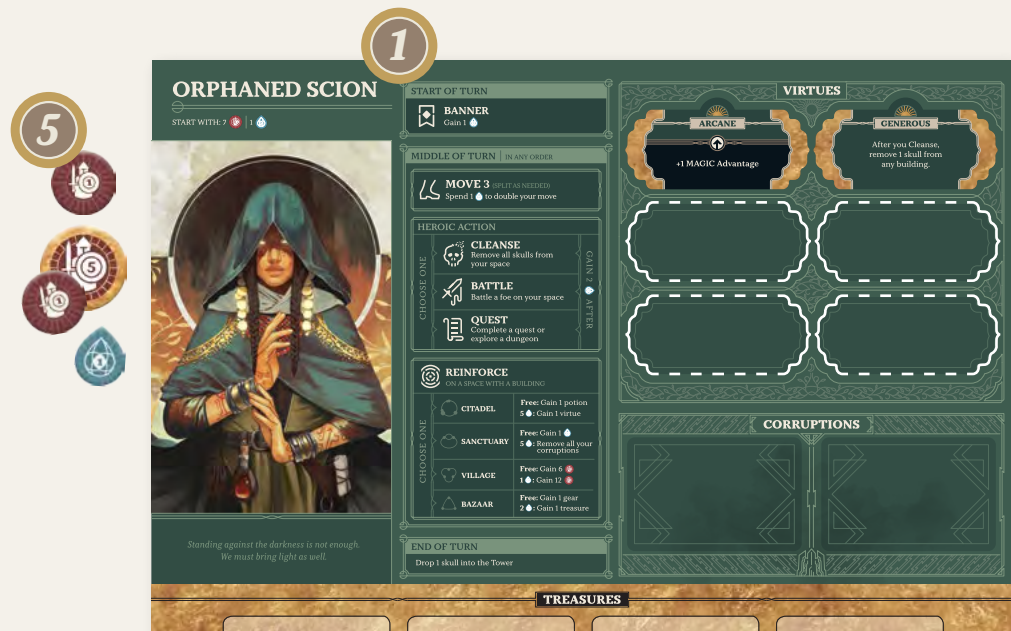 1
5
1
5
1
1
ORPHANED SCION
START WITH: 7 1
Standing against the darkness is not enough.
We must bring light as well.
START OF TURN
BANNER
Gain 1
MIDDLE OF TURN | IN ANY ORDER
MOVE 3 (SPLIT AS NEEDED)
Spend 1 to double your move
HEROIC ACTION
CHOOSE ONE
CLEANSE
Remove all skulls from
your space
BATTLE
Battle a foe on your space
QUEST
Complete a quest or
explore a dungeon
GAIN 2 AFTER
REINFORCE
ON A SPACE WITH A BUILDING
CHOOSE ONE
CITADEL
Free: Gain 1 potion
5 : Gain 1 virtue
SANCTUARY
Free: Gain 1
5 : Remove all your
corruptions
VILLAGE
Free: Gain 6
1 : Gain 12
BAZAAR
Free: Gain 1 gear
2 : Gain 1 treasure
END OF TURN
Drop 1 skull into the Tower
VIRTUES
ARCANE
+1 MAGIC Advantage
GENEROUS
After you Cleanse,
remove 1 skull from
any building.
CORRUPTIONS
TREASURES